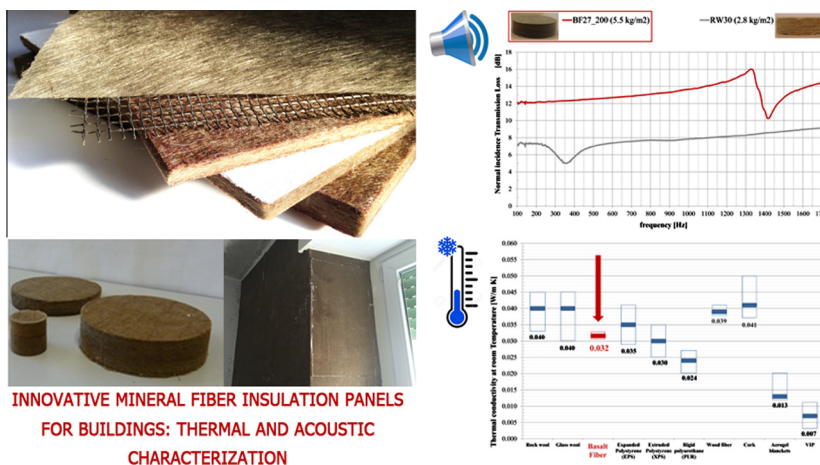 BF27_200 (5.5 kg/m2)
RW30 (2.8 kg/m2)
Normal incidence Transmission Loss [dB]
18
16
14
12
10
8
6
4
2
0
100 200 300 400 500 600 700 800 900 1000 1100 1200 1300 1400 1500 1600 1700
frequency [Hz]
Thermal conductivity at room Temperature [W/m K]
0.060
0.055
0.050
0.045
0.040
0.035
0.030
0.025
0.020
0.015
0.010
0.005
0.000
0.040
0.040
0.032
0.035
0.030
0.024
0.039
0.041
0.013
0.007
Rock wool
Glass wool
Basalt
Fiber
Expanded
Polystyrene
(EPS)
Extruded
Polystyrene
(XPS)
Rigid
polyurethane
(PUR)
Wood fiber
Cork
Aerogel
blanckets
VIP
INNOVATIVE MINERAL FIBER INSULATION PANELS
FOR BUILDINGS: THERMAL AND ACOUSTIC
CHARACTERIZATION